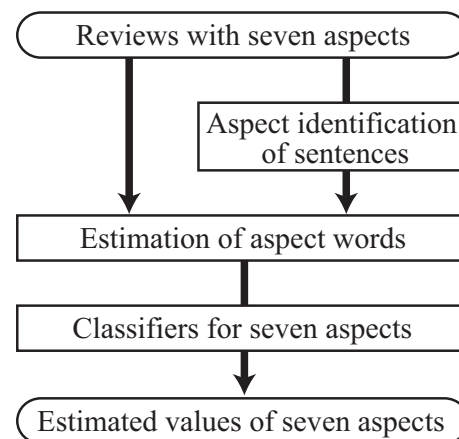 Reviews with seven aspects
Aspect identification
of sentences
Estimation of aspect words
Classifiers for seven aspects
Estimated values of seven aspects